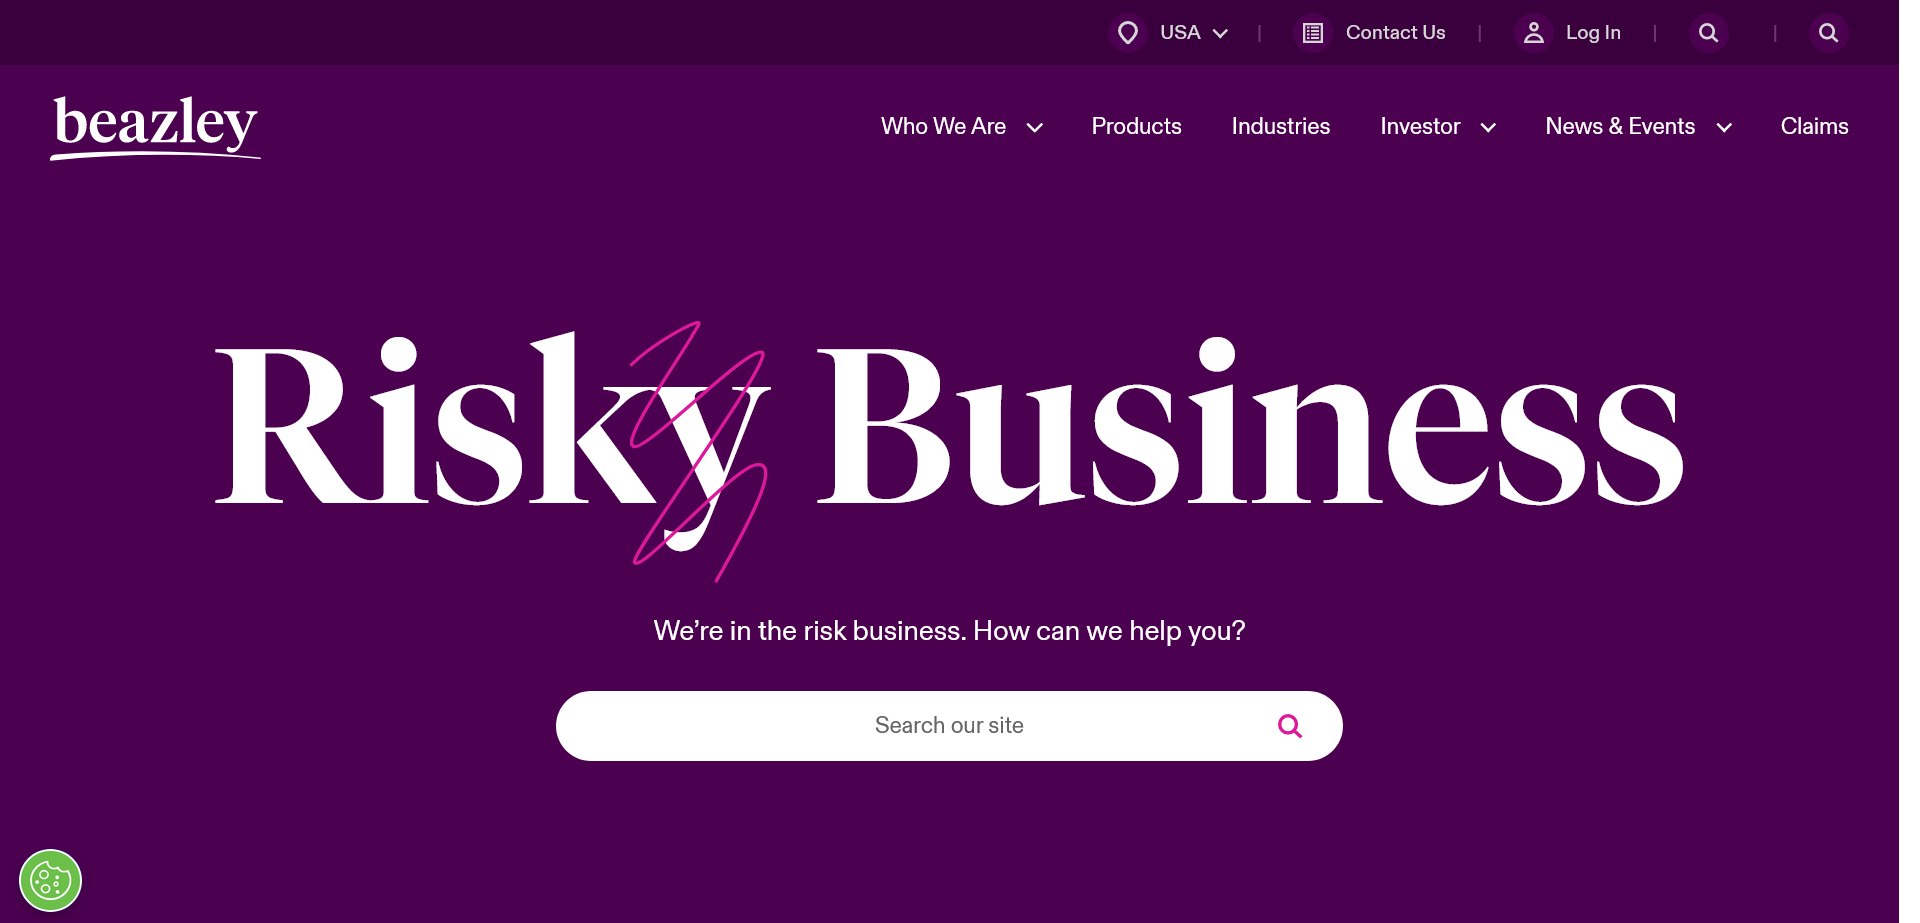 USA | Contact Us | Log In | |
beazley
Who We Are Products Industries Investor News & Events Claims
Risky Business
We’re in the risk business. How can we help you?
Search our site